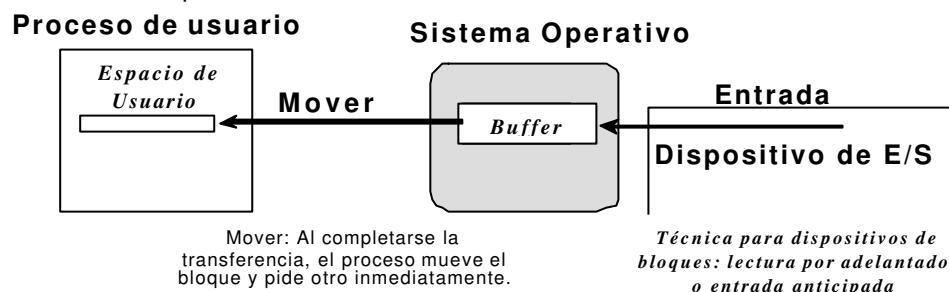 Proceso de usuario
Sistema Operativo
Espacio de
Usuario
Mover
Buffer
Entrada
Dispositivo de E/S
Mover: Al completarse la
transferencia, el proceso mueve el
bloque y pide otro inmediatamente.
Técnica para dispositivos de
bloques: lectura por adelantado
o entrada anticipada